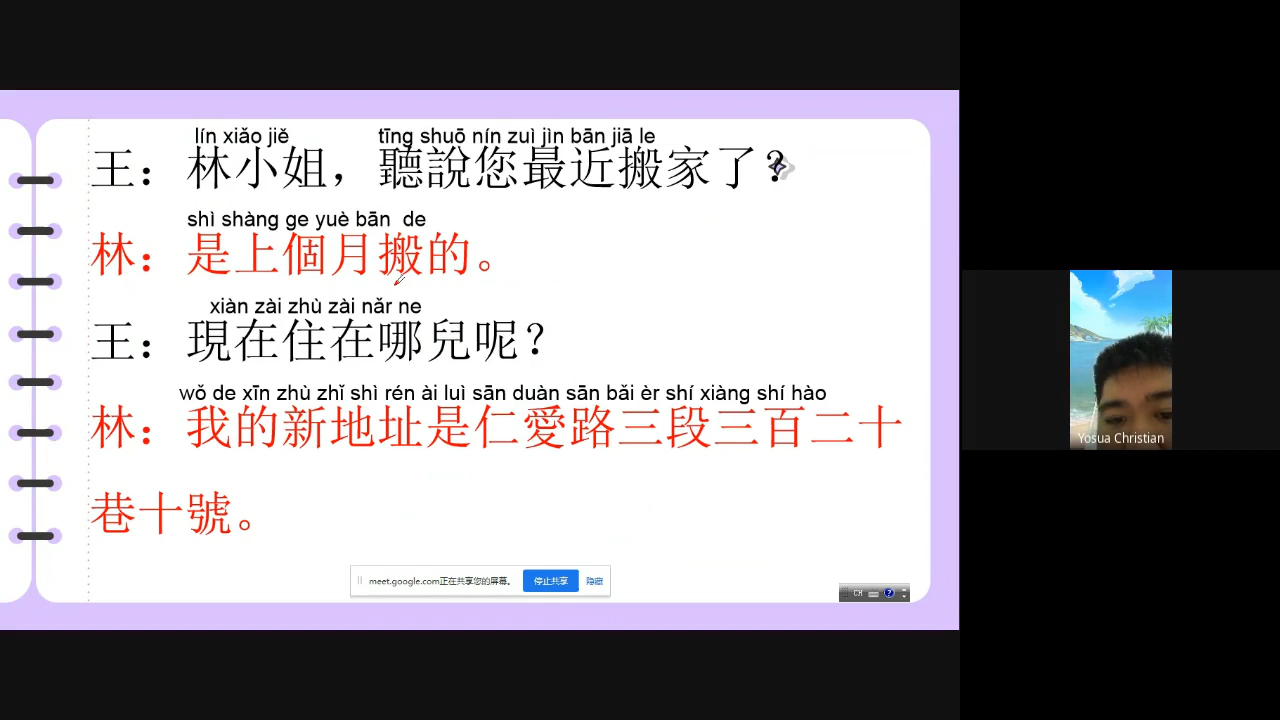 lín xiǎo jiě tīng shuō nín zuì jìn bān jiā le
王：林小姐，聽說您最近搬家了？
shì shàng ge yuè bān de
林：是上個月搬的。
xiàn zài zhù zài nǎr ne
王：現在住在哪兒呢？
wǒ de xīn zhù zhǐ shì rén ài luì sān duàn sān bǎi èr shí xiàng shí hào
林：我的新地址是仁愛路三段三百二十
巷十號。
meet.google.com正在共享您的屏幕。 停止共享 隐藏
CH
Yosua Christian